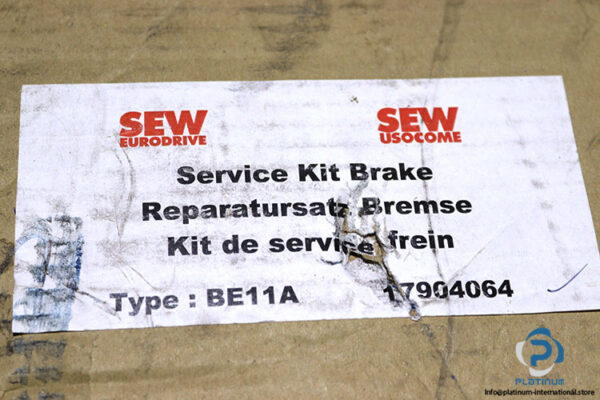 SEW
EURODRIVE
SEW
USOCOME
Service Kit Brake
Reparatursatz Bremse
Kit de service frein
Type : BE11A 17904064
PLATINUM
Info@platinum-international.store